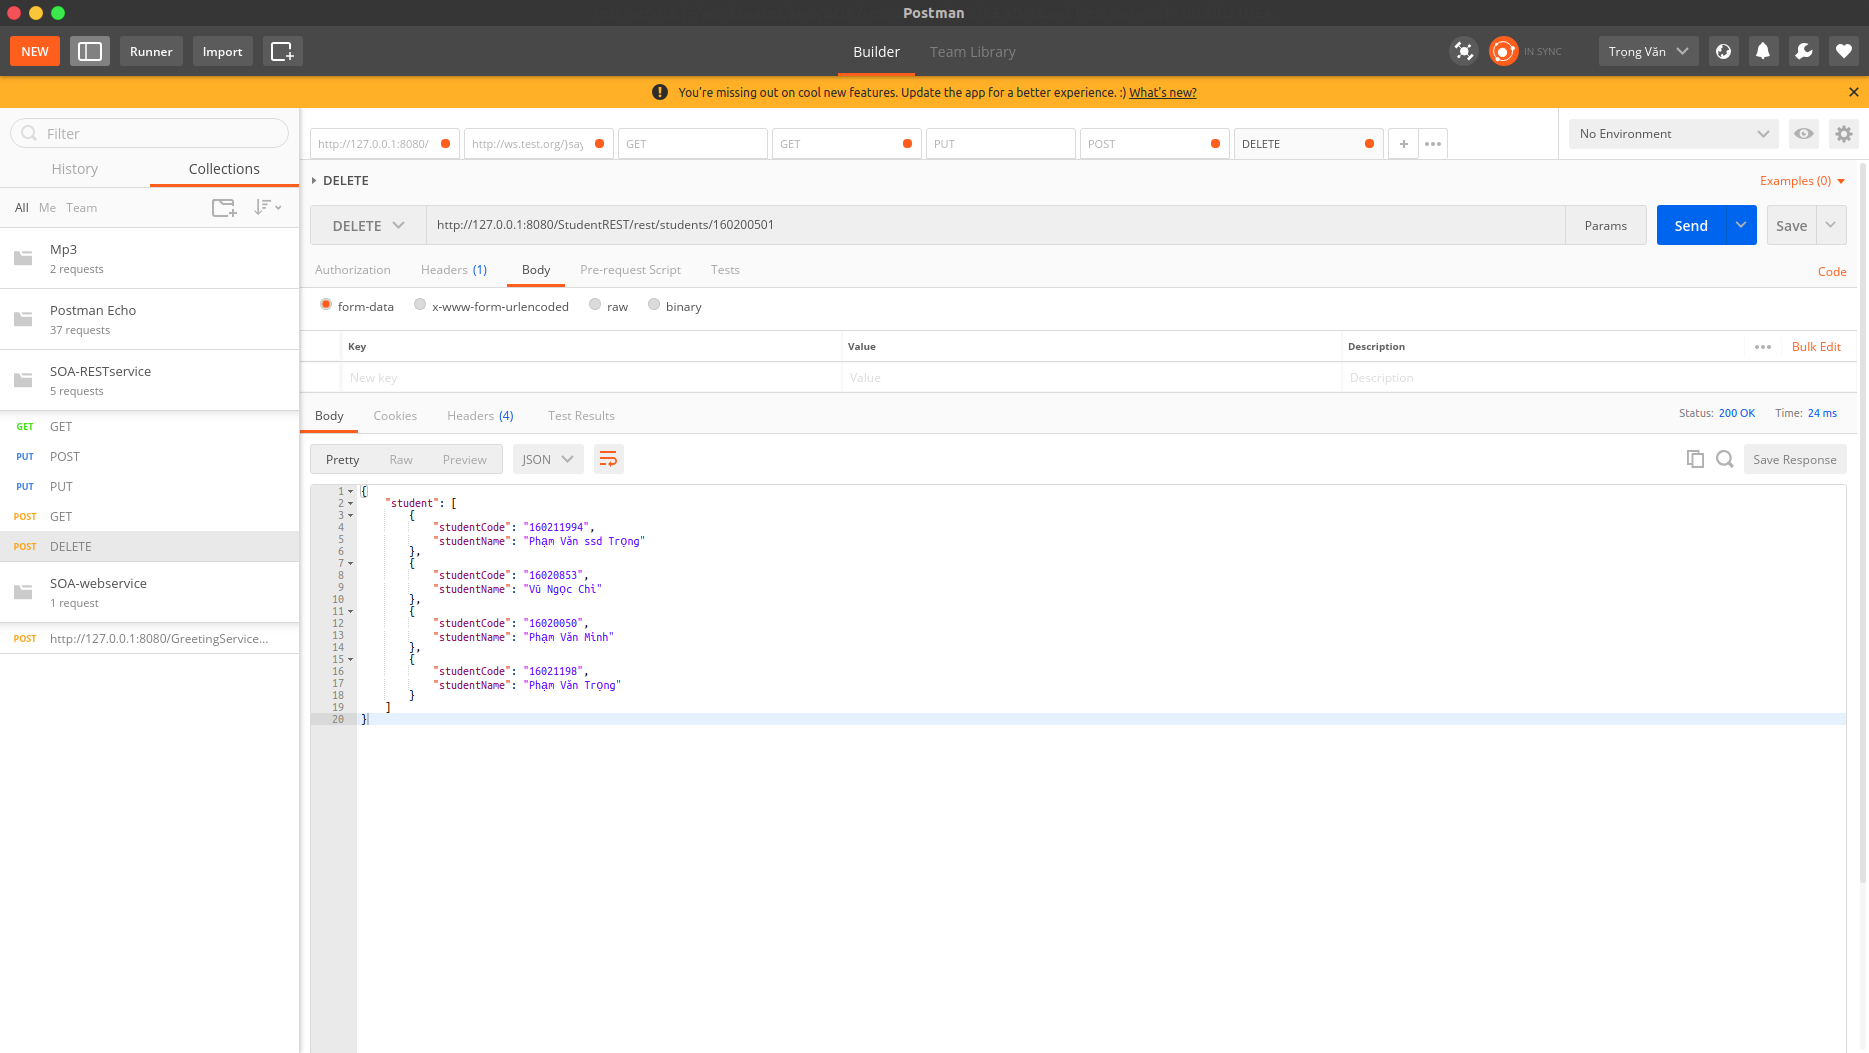 Postman
NEW Runner Import Builder Team Library IN SYNC Trọng Văn
You're missing out on cool new features. Update the app for a better experience. :) What's new?
Filter
History Collections
All Me Team
Mp3
2 requests
Postman Echo
37 requests
SOA-RESTservice
5 requests
GET GET
PUT POST
PUT PUT
POST GET
POST DELETE
SOA-webservice
1 request
POST http://127.0.0.1:8080/GreetingService...
http://127.0.0.1:8080/ http://ws.test.org/}say GET GET PUT POST DELETE + No Environment
DELETE Examples (0)
DELETE http://127.0.0.1:8080/StudentREST/rest/students/160200501 Params Send Save
Authorization Headers (1) Body Pre-request Script Tests Code
form-data x-www-form-urlencoded raw binary
Key Value Description Bulk Edit
New key Value Description
Body Cookies Headers (4) Test Results Status: 200 OK Time: 24 ms
Pretty Raw Preview JSON Save Response
1 {
2 "student": [
3 {
4 "studentCode": "160211994",
5 "studentName": "Phạm Văn ssd Trọng"
6 },
7 {
8 "studentCode": "16020853",
9 "studentName": "Vũ Ngọc Chi"
10 },
11 {
12 "studentCode": "16020050",
13 "studentName": "Phạm Văn Minh"
14 },
15 {
16 "studentCode": "16021198",
17 "studentName": "Phạm Văn Trọng"
18 }
19 ]
20 }